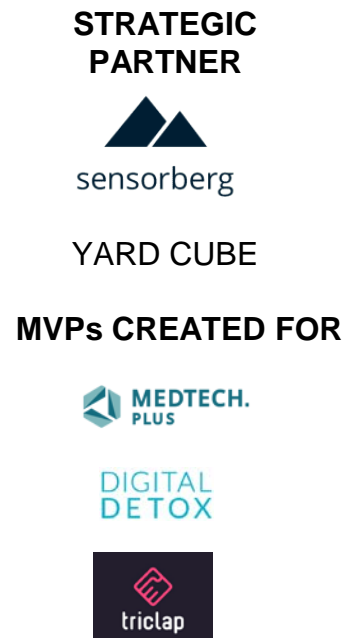 STRATEGIC
PARTNER
sensorberg
YARD CUBE
MVPs CREATED FOR
MEDTECH.
PLUS
DIGITAL
DETOX
triclap